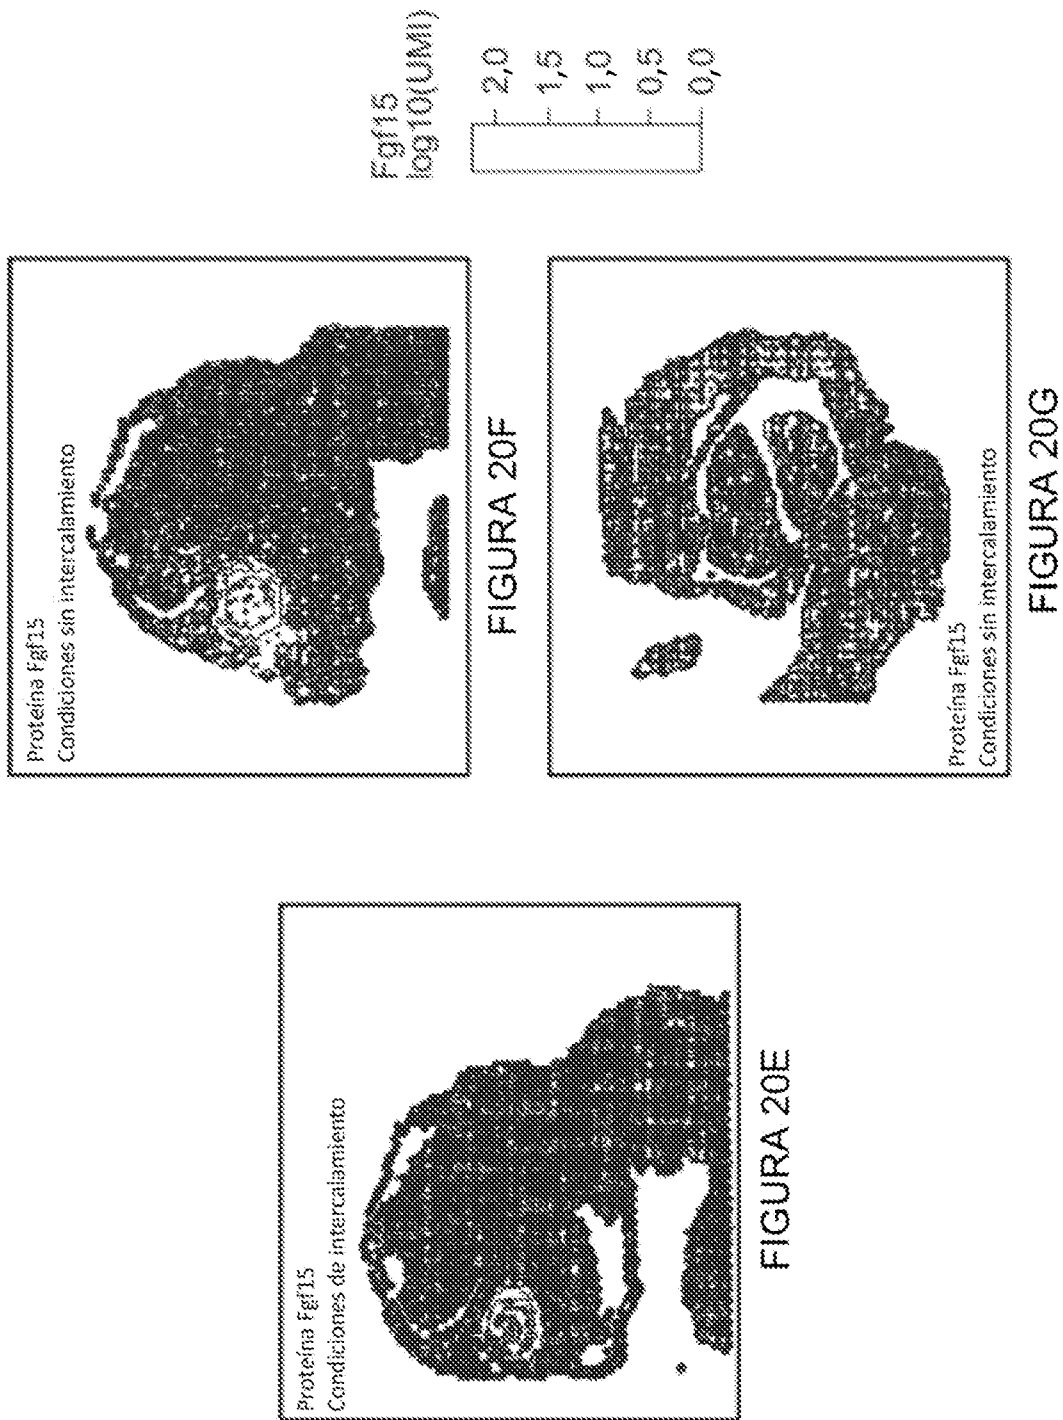 Proteína Fgf15
Condiciones de intercalamiento
FIGURA 20E
Proteína Fgf15
Condiciones sin intercalamiento
FIGURA 20F
Proteína Fgf15
Condiciones sin intercalamiento
FIGURA 20G
Fgf15
log10(UMI)
2,0
1,5
1,0
0,5
0,0